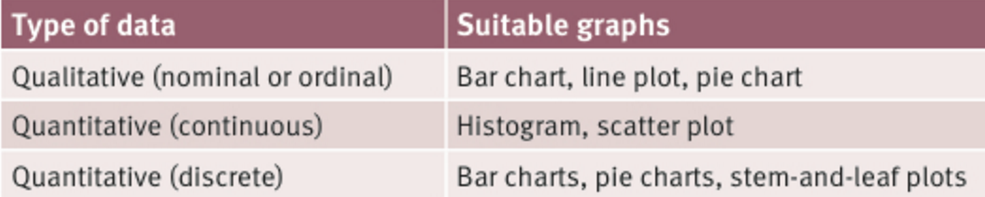 Type of data Suitable graphs
Qualitative (nominal or ordinal) Bar chart, line plot, pie chart
Quantitative (continuous) Histogram, scatter plot
Quantitative (discrete) Bar charts, pie charts, stem-and-leaf plots